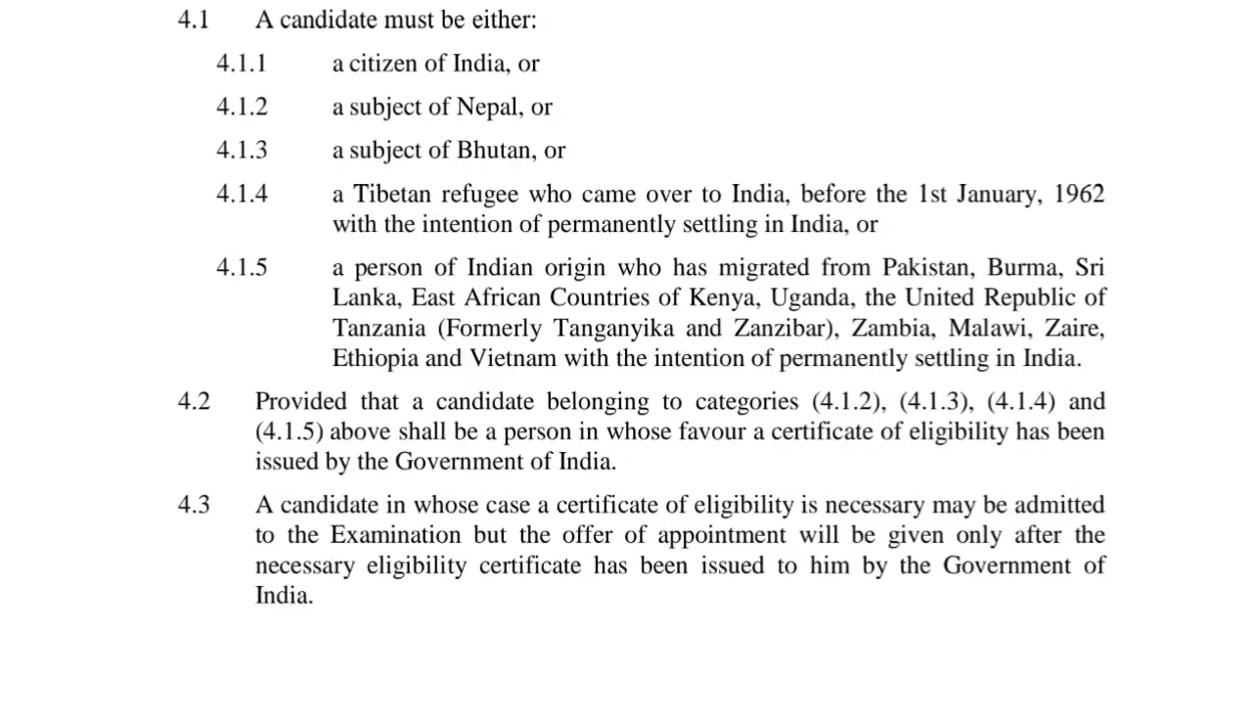 4.1 A candidate must be either:
4.1.1 a citizen of India, or
4.1.2 a subject of Nepal, or
4.1.3 a subject of Bhutan, or
4.1.4 a Tibetan refugee who came over to India, before the 1st January, 1962
with the intention of permanently settling in India, or
4.1.5 a person of Indian origin who has migrated from Pakistan, Burma, Sri
Lanka, East African Countries of Kenya, Uganda, the United Republic of
Tanzania (Formerly Tanganyika and Zanzibar), Zambia, Malawi, Zaire,
Ethiopia and Vietnam with the intention of permanently settling in India.
4.2 Provided that a candidate belonging to categories (4.1.2), (4.1.3), (4.1.4) and
(4.1.5) above shall be a person in whose favour a certificate of eligibility has been
issued by the Government of India.
4.3 A candidate in whose case a certificate of eligibility is necessary may be admitted
to the Examination but the offer of appointment will be given only after the
necessary eligibility certificate has been issued to him by the Government of
India.